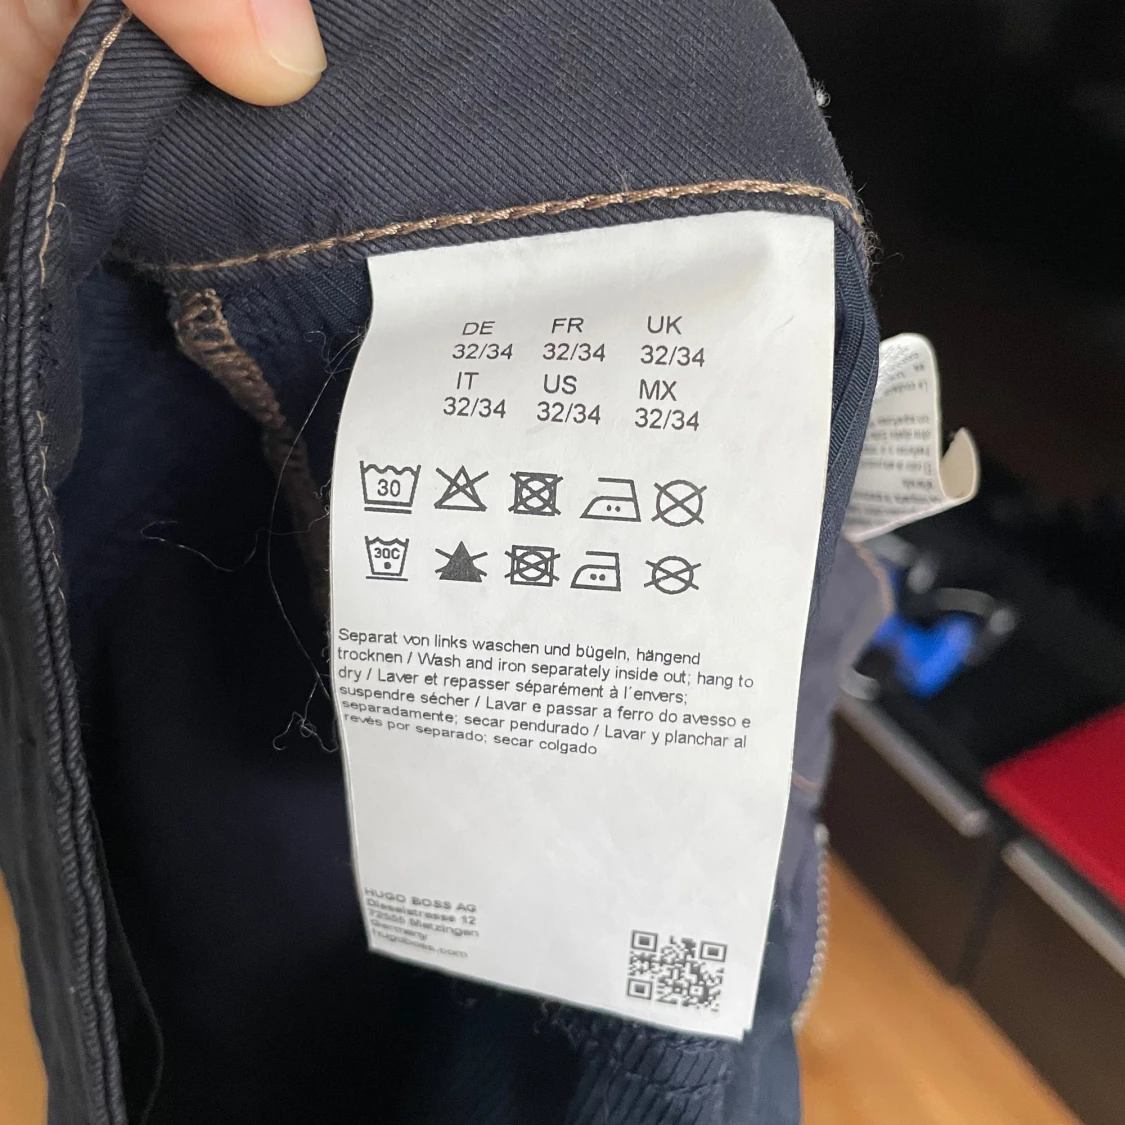 DE FR UK
32/34 32/34 32/34
IT US MX
32/34 32/34 32/34
30
30C
Separat von links waschen und bügeln, hängend
trocknen / Wash and iron separately inside out; hang to
dry / Laver et repasser séparément à l'envers;
suspendre sécher / Lavar e passar a ferro do avesso e
separadamente; secar pendurado / Lavar y planchar al
revés por separado; secar colgado
HUGO BOSS AG
Dieselstrasse 12
72555 Metzingen
Germany
hugoboss.com